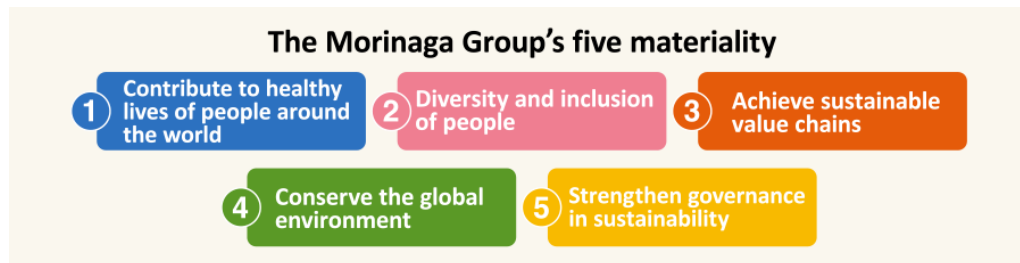 The Morinaga Group's five materiality
1
Contribute to healthy
lives of people around
the world
2
Diversity and inclusion
of people
3
Achieve sustainable
value chains
4
Conserve the global
environment
5
Strengthen governance
in sustainability